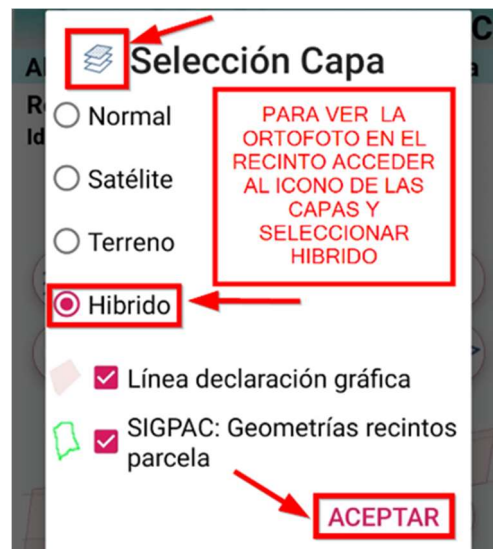 C
A
Selección Capa
a
R
Id
Normal
Satélite
Terreno
Hibrido
PARA VER LA
ORTOFOTO EN EL
RECINTO ACCEDER
AL ICONO DE LAS
CAPAS Y
SELECCIONAR
HIBRIDO
Línea declaración gráfica
SIGPAC: Geometrías recintos
parcela
ACEPTAR